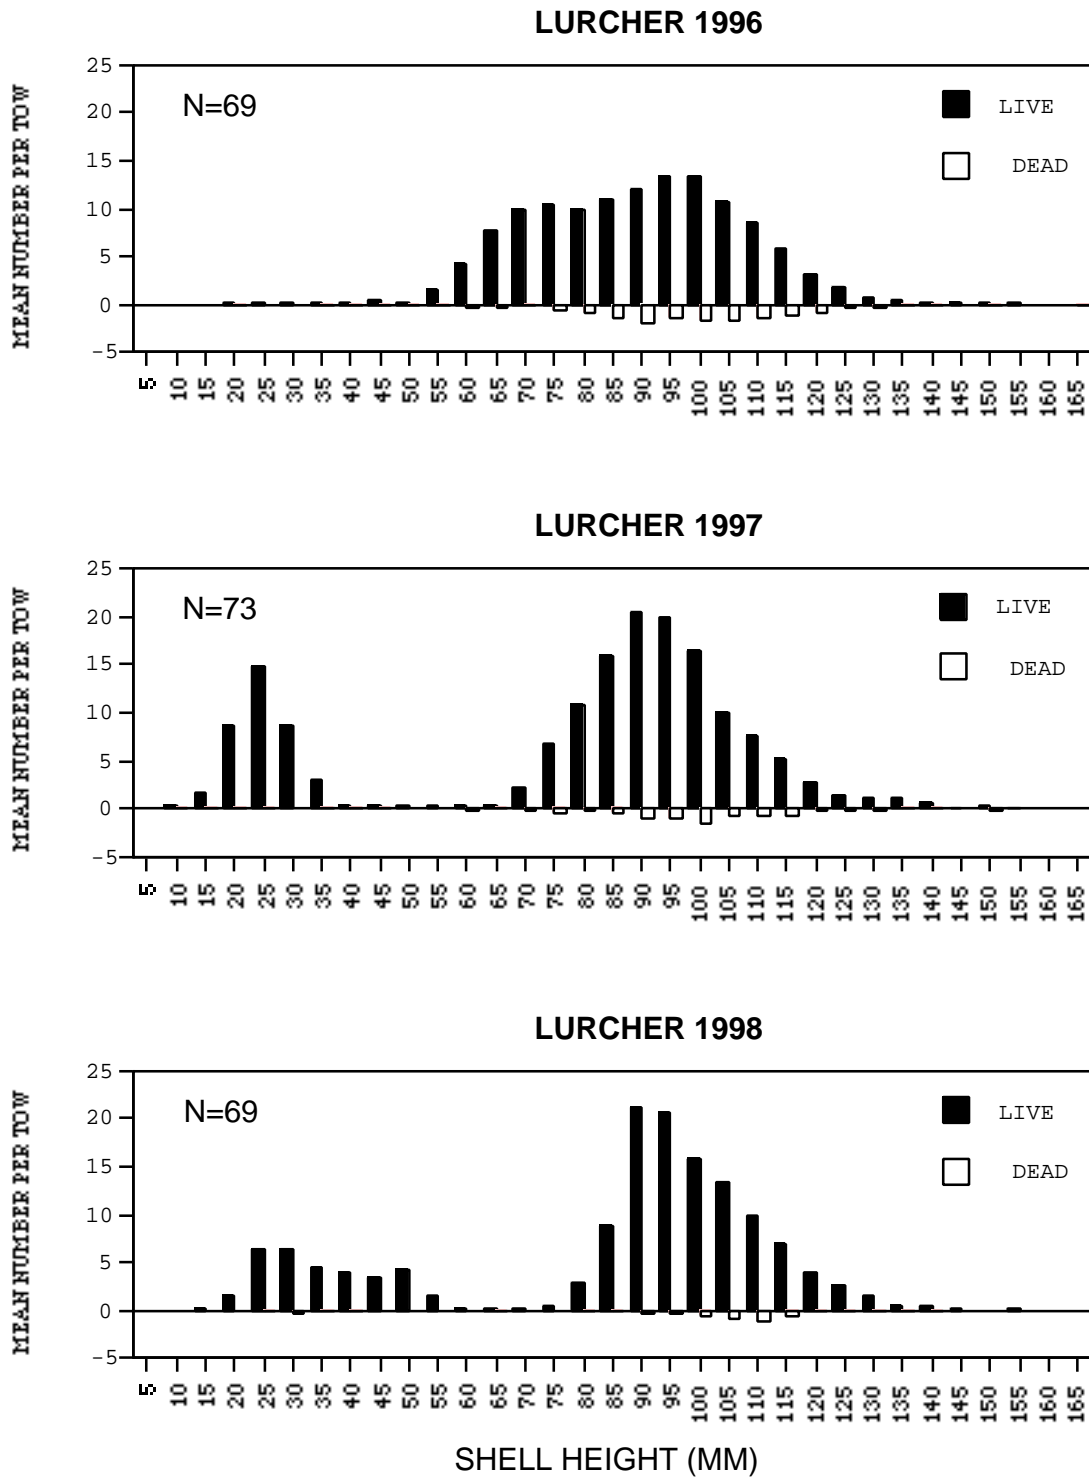 LURCHER 1996
MEAN NUMBER PER TOW
25
20
15
10
5
0
-5
N=69
LIVE
DEAD
5 10 15 20 25 30 35 40 45 50 55 60 65 70 75 80 85 90 95 100 105 110 115 120 125 130 135 140 145 150 155 160 165
LURCHER 1997
MEAN NUMBER PER TOW
25
20
15
10
5
0
-5
N=73
LIVE
DEAD
5 10 15 20 25 30 35 40 45 50 55 60 65 70 75 80 85 90 95 100 105 110 115 120 125 130 135 140 145 150 155 160 165
LURCHER 1998
MEAN NUMBER PER TOW
25
20
15
10
5
0
-5
N=69
LIVE
DEAD
5 10 15 20 25 30 35 40 45 50 55 60 65 70 75 80 85 90 95 100 105 110 115 120 125 130 135 140 145 150 155 160 165
SHELL HEIGHT (MM)